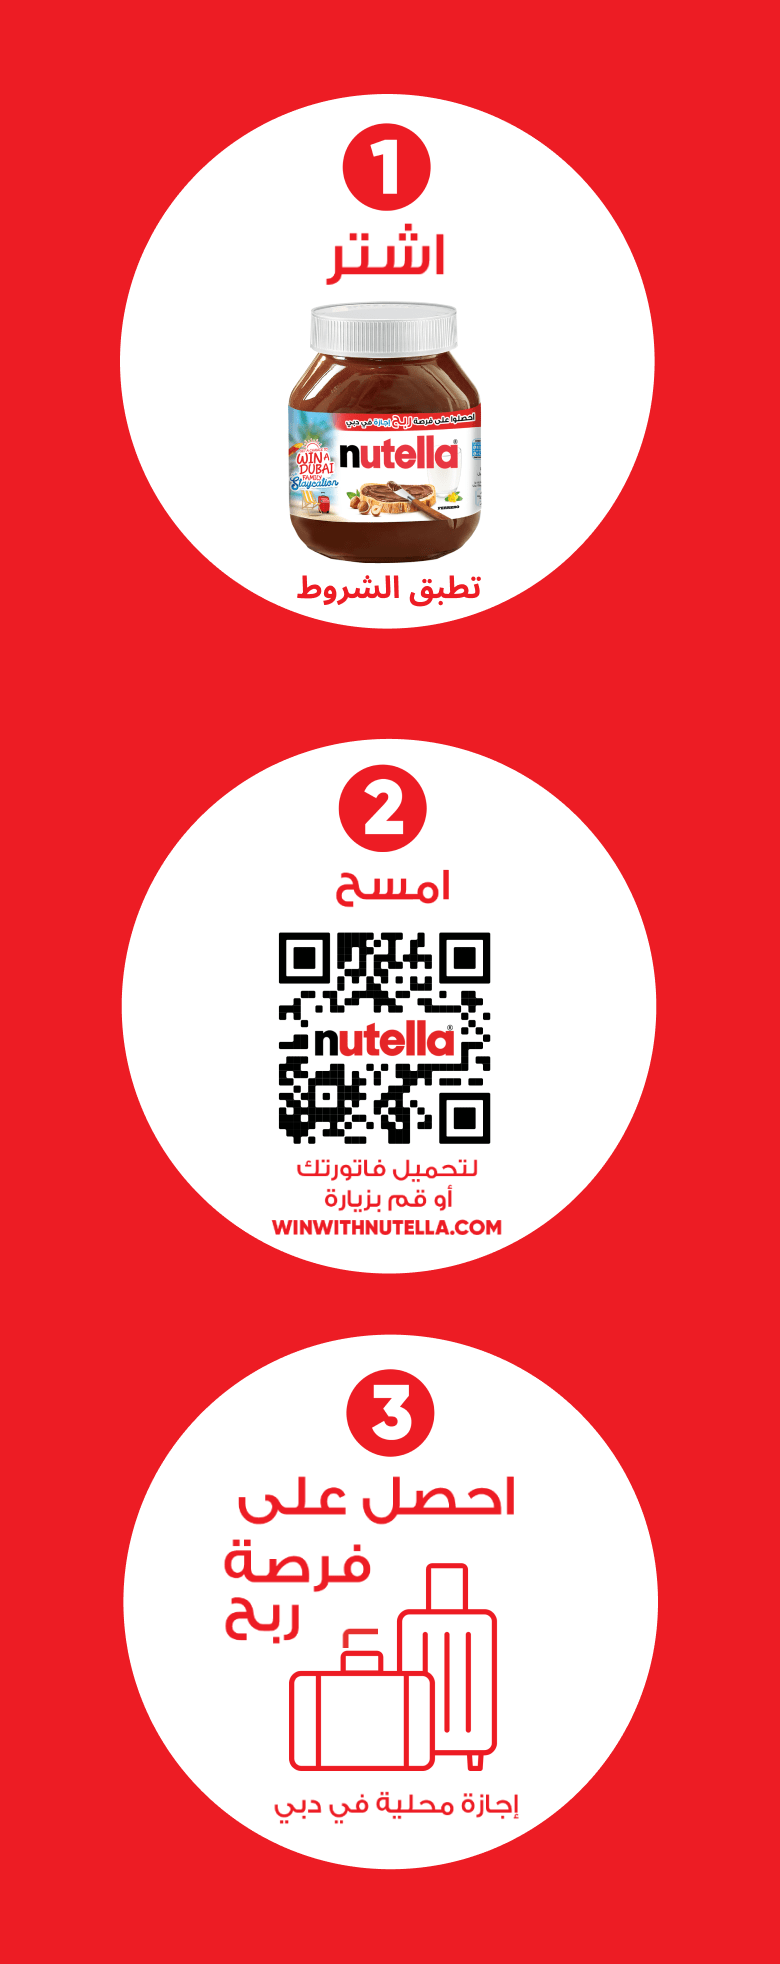 1
اشتر
احصلوا على فرصة ربح إجازة في دبي
nutella
WIN A
DUBAI
FAMILY
Staycation
FERRERO
تطبق الشروط
2
امسح
nutella
لتحميل فاتورتك
أو قم بزيارة
WINWITHNUTELLA.COM
3
احصل على
فرصة
ربح
إجازة محلية في دبي